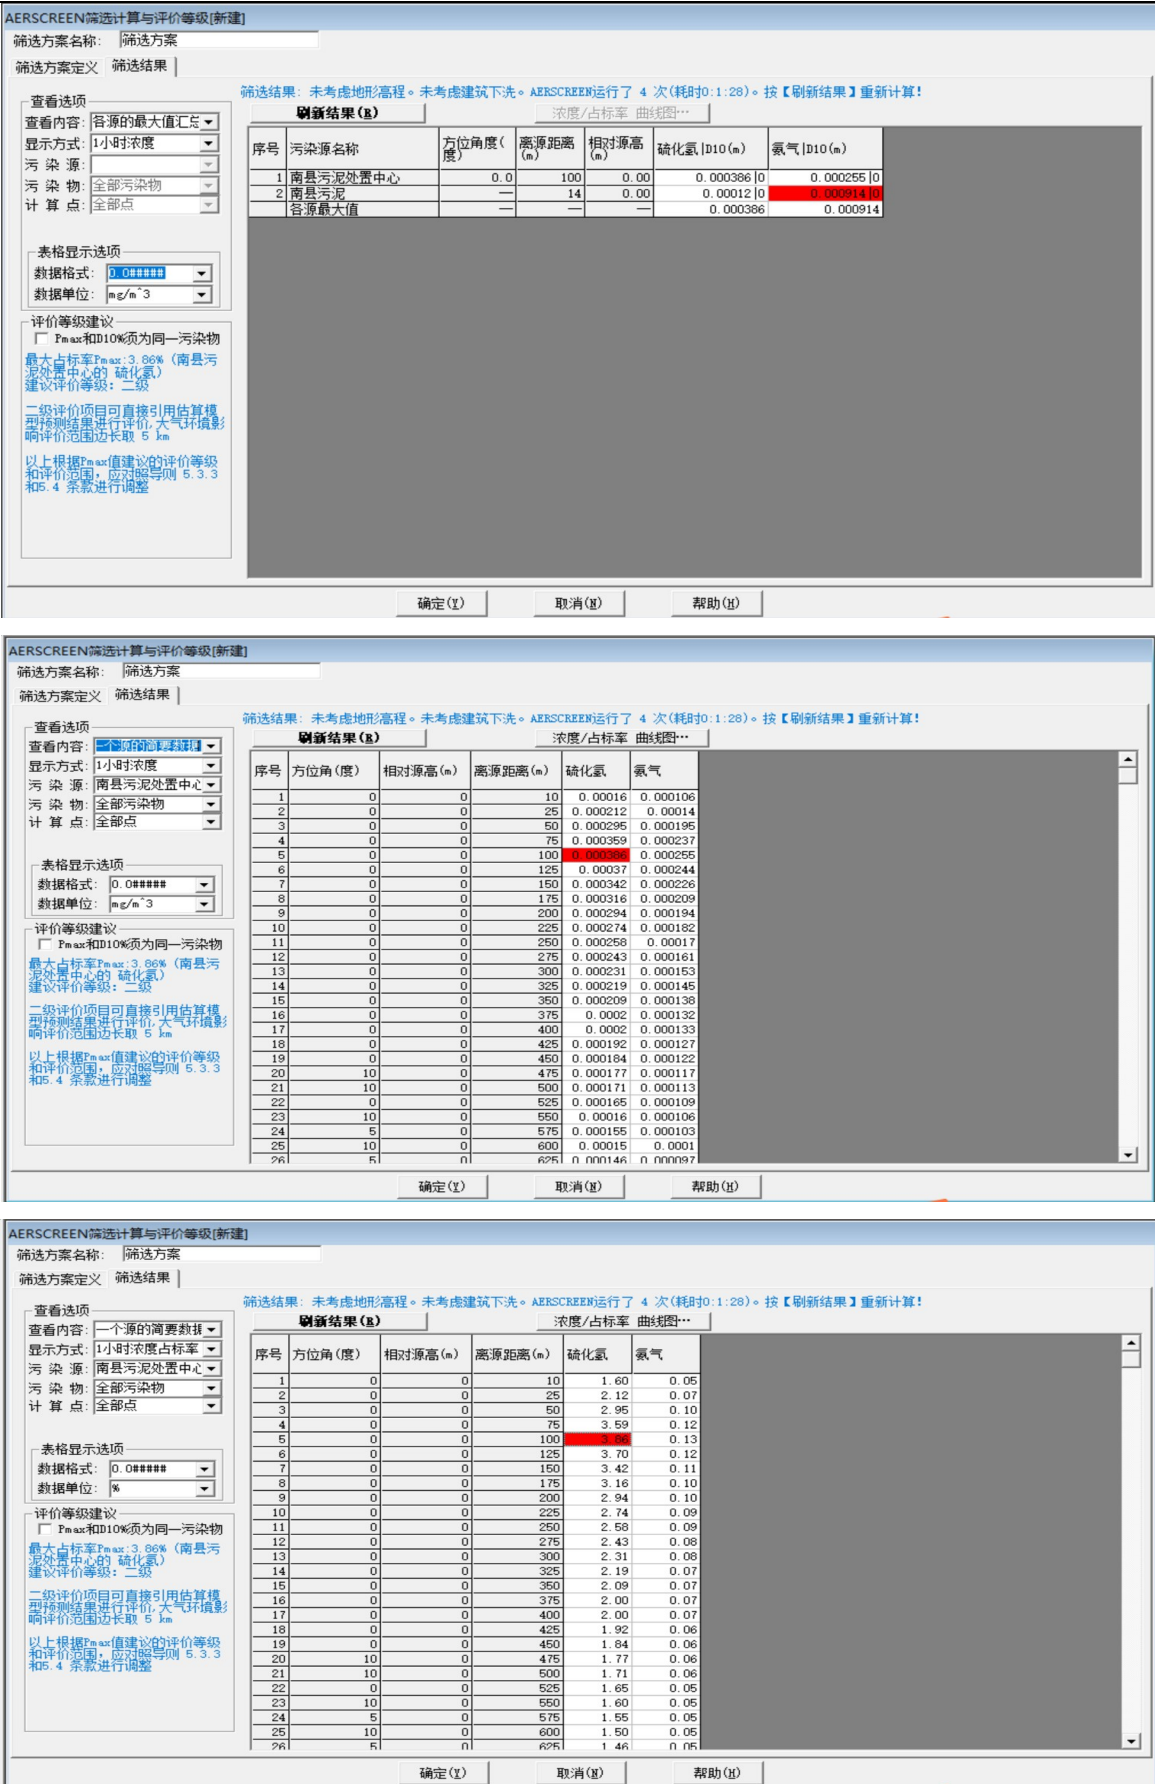 AERSCREEN筛选计算与评价等级[新建]
筛选方案名称: 筛选方案
筛选方案定义 筛选结果
筛选结果: 未考虑地形高程。未考虑建筑下洗。AERSCREEN运行了 4 次(耗时0:1:28)。按【刷新结果】重新计算!
查看选项
查看内容: 各源的最大值汇总
显示方式: 1小时浓度
污 染 源:
污 染 物: 全部污染物
计 算 点: 全部点
表格显示选项
数据格式: 0.0#####
数据单位: mg/m^3
评价等级建议
Pmax和D10%须为同一污染物
最大占标率Pmax:3.86% (南县污
泥处置中心的 硫化氢)
建议评价等级: 二级
二级评价项目可直接引用估算模
型预测结果进行评价,大气环境影
响评价范围边长取 5 km
以上根据Pmax值建议的评价等级
和评价范围, 应对照导则 5.3.3
和5.4 条款进行调整
刷新结果(R) 浓度/占标率 曲线图…
序号 污染源名称 方位角度(度) 离源距离(m) 相对源高(m) 硫化氢|D10(m) 氨气|D10(m)
1 南县污泥处置中心 0.0 100 0.00 0.000386|0 0.000255|0
2 南县污泥 — 14 0.00 0.00012|0 0.000914|0
各源最大值 — — — 0.000386 0.000914
确定(Y) 取消(N) 帮助(H)
AERSCREEN筛选计算与评价等级[新建]
筛选方案名称: 筛选方案
筛选方案定义 筛选结果
筛选结果: 未考虑地形高程。未考虑建筑下洗。AERSCREEN运行了 4 次(耗时0:1:28)。按【刷新结果】重新计算!
查看选项
查看内容: 一个源的简要数据
显示方式: 1小时浓度
污 染 源: 南县污泥处置中心
污 染 物: 全部污染物
计 算 点: 全部点
表格显示选项
数据格式: 0.0#####
数据单位: mg/m^3
评价等级建议
Pmax和D10%须为同一污染物
最大占标率Pmax:3.86% (南县污
泥处置中心的 硫化氢)
建议评价等级: 二级
二级评价项目可直接引用估算模
型预测结果进行评价,大气环境影
响评价范围边长取 5 km
以上根据Pmax值建议的评价等级
和评价范围, 应对照导则 5.3.3
和5.4 条款进行调整
刷新结果(R) 浓度/占标率 曲线图…
序号 方位角(度) 相对源高(m) 离源距离(m) 硫化氢 氨气
1 0 0 10 0.00016 0.000106
2 0 0 25 0.000212 0.00014
3 0 0 50 0.000295 0.000195
4 0 0 75 0.000359 0.000237
5 0 0 100 0.000386 0.000255
6 0 0 125 0.00037 0.000244
7 0 0 150 0.000342 0.000226
8 0 0 175 0.000316 0.000209
9 0 0 200 0.000294 0.000194
10 0 0 225 0.000274 0.000182
11 0 0 250 0.000258 0.00017
12 0 0 275 0.000243 0.000161
13 0 0 300 0.000231 0.000153
14 0 0 325 0.000219 0.000145
15 0 0 350 0.000209 0.000138
16 0 0 375 0.0002 0.000132
17 0 0 400 0.0002 0.000133
18 0 0 425 0.000192 0.000127
19 0 0 450 0.000184 0.000122
20 10 0 475 0.000177 0.000117
21 10 0 500 0.000171 0.000113
22 0 0 525 0.000165 0.000109
23 10 0 550 0.00016 0.000106
24 5 0 575 0.000155 0.000103
25 10 0 600 0.00015 0.0001
26 5 0 625 0.000146 0.000097
确定(Y) 取消(N) 帮助(H)
AERSCREEN筛选计算与评价等级[新建]
筛选方案名称: 筛选方案
筛选方案定义 筛选结果
筛选结果: 未考虑地形高程。未考虑建筑下洗。AERSCREEN运行了 4 次(耗时0:1:28)。按【刷新结果】重新计算!
查看选项
查看内容: 一个源的简要数据
显示方式: 1小时浓度占标率
污 染 源: 南县污泥处置中心
污 染 物: 全部污染物
计 算 点: 全部点
表格显示选项
数据格式: 0.0#####
数据单位: %
评价等级建议
Pmax和D10%须为同一污染物
最大占标率Pmax:3.86% (南县污
泥处置中心的 硫化氢)
建议评价等级: 二级
二级评价项目可直接引用估算模
型预测结果进行评价,大气环境影
响评价范围边长取 5 km
以上根据Pmax值建议的评价等级
和评价范围, 应对照导则 5.3.3
和5.4 条款进行调整
刷新结果(R) 浓度/占标率 曲线图…
序号 方位角(度) 相对源高(m) 离源距离(m) 硫化氢 氨气
1 0 0 10 1.60 0.05
2 0 0 25 2.12 0.07
3 0 0 50 2.95 0.10
4 0 0 75 3.59 0.12
5 0 0 100 3.86 0.13
6 0 0 125 3.70 0.12
7 0 0 150 3.42 0.11
8 0 0 175 3.16 0.10
9 0 0 200 2.94 0.10
10 0 0 225 2.74 0.09
11 0 0 250 2.58 0.09
12 0 0 275 2.43 0.08
13 0 0 300 2.31 0.08
14 0 0 325 2.19 0.07
15 0 0 350 2.09 0.07
16 0 0 375 2.00 0.07
17 0 0 400 2.00 0.07
18 0 0 425 1.92 0.06
19 0 0 450 1.84 0.06
20 10 0 475 1.77 0.06
21 10 0 500 1.71 0.06
22 0 0 525 1.65 0.05
23 10 0 550 1.60 0.05
24 5 0 575 1.55 0.05
25 10 0 600 1.50 0.05
26 5 0 625 1.46 0.05
确定(Y) 取消(N) 帮助(H)